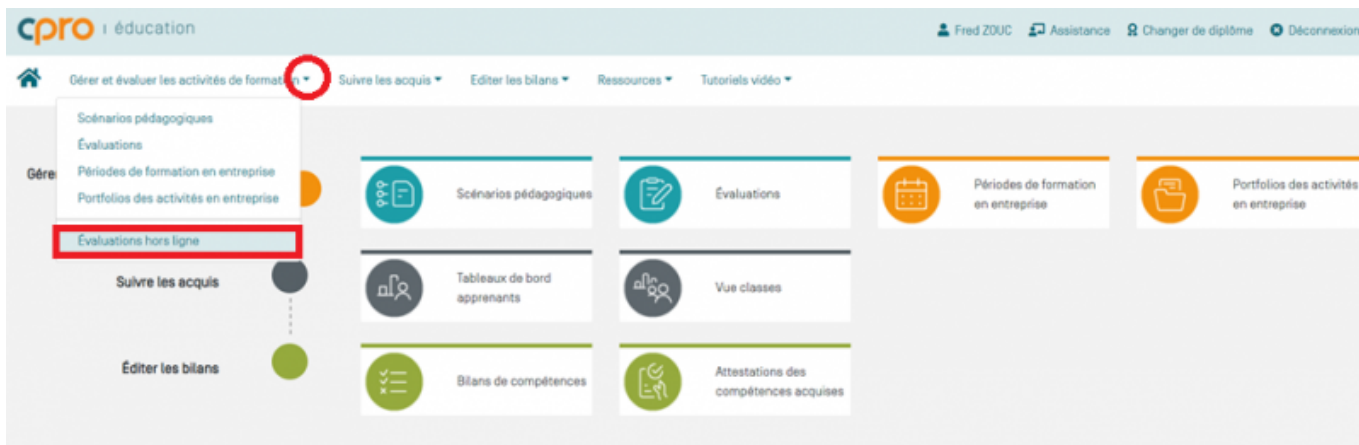 cpro | éducation
Fred ZOUC Assistance Changer de diplôme Déconnexion
Gérer et évaluer les activités de formation Suivre les acquis Editer les bilans Ressources Tutoriels vidéo
Scénarios pédagogiques
Évaluations
Périodes de formation en entreprise
Portfolios des activités en entreprise
Évaluations hors ligne
Gére
Scénarios pédagogiques
Évaluations
Périodes de formation
en entreprise
Portfolios des activités
en entreprise
Suivre les acquis
Tableaux de bord
apprenants
Vue classes
Éditer les bilans
Bilans de compétences
Attestations des
compétences acquises